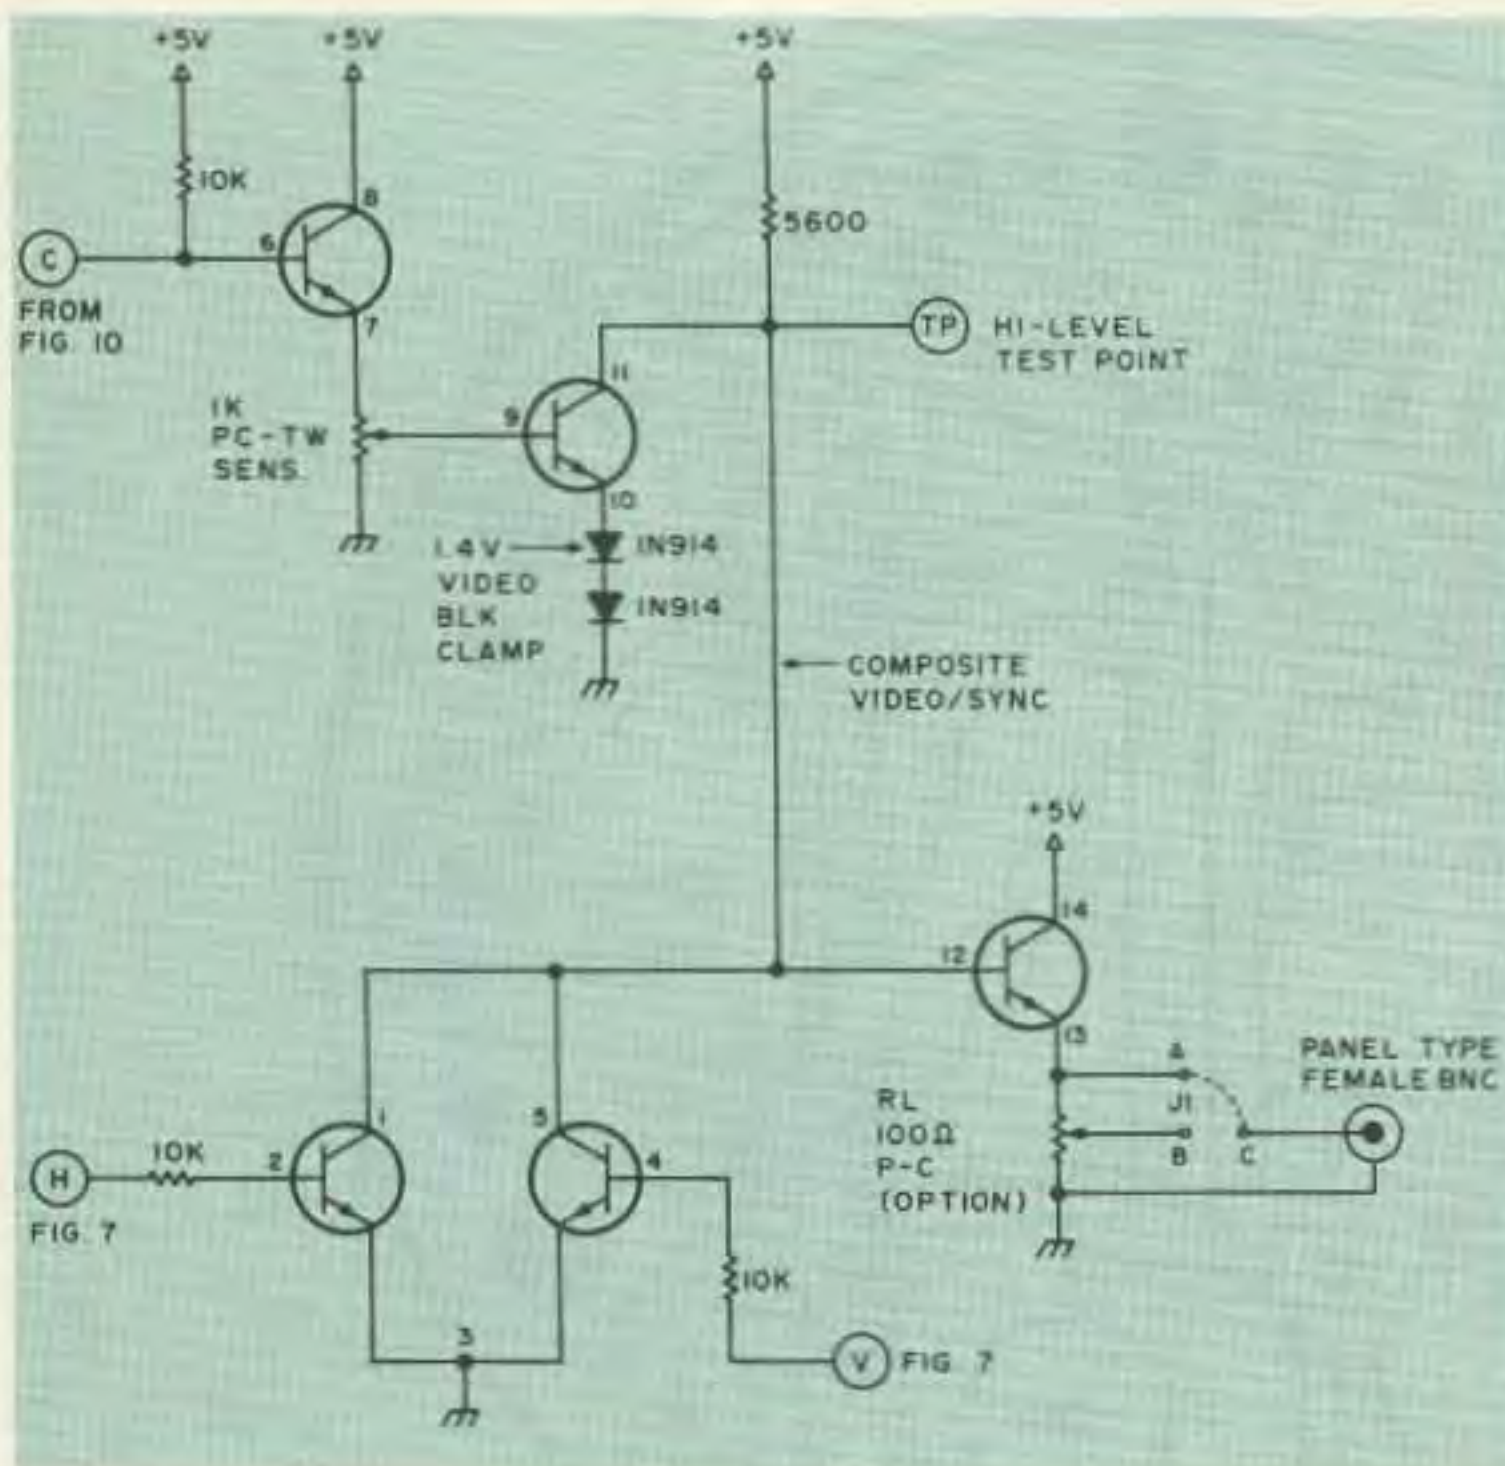 +5V
+5V
+5V
10K
8
6
5600
C
FROM
FIG. 10
7
TP
HI-LEVEL
TEST POINT
11
1K
PC-TW
SENS.
9
10
1.4V
VIDEO
BLK
CLAMP
1N914
1N914
COMPOSITE
VIDEO/SYNC
+5V
14
12
13
A
PANEL TYPE
FEMALE BNC
J1
RL
100Ω
P-C
(OPTION)
B
C
1
5
H
10K
2
4
FIG. 7
10K
3
V
FIG. 7